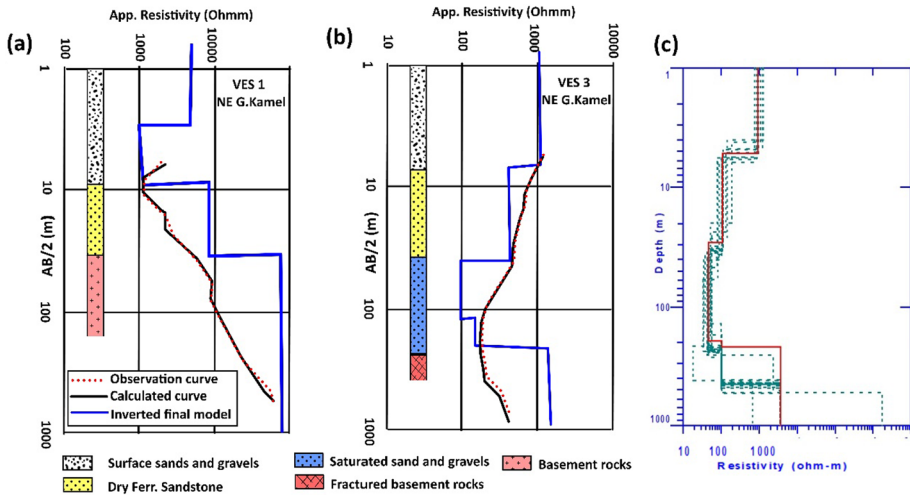 App. Resistivity (Ohmm)
(a)
100
1000
10000
1
10
100
1000
AB/2 (m)
VES 1
NE G.Kamel
Observation curve
Calculated curve
Inverted final model
App. Resistivity (Ohmm)
(b)
10
100
1000
10000
1
10
100
1000
AB/2 (m)
VES 3
NE G.Kamel
(c)
1
10
100
1000
Depth (m)
10 100 1000
Resistivity (ohm-m)
Surface sands and gravels
Dry Ferr. Sandstone
Saturated sand and gravels
Fractured basement rocks
Basement rocks